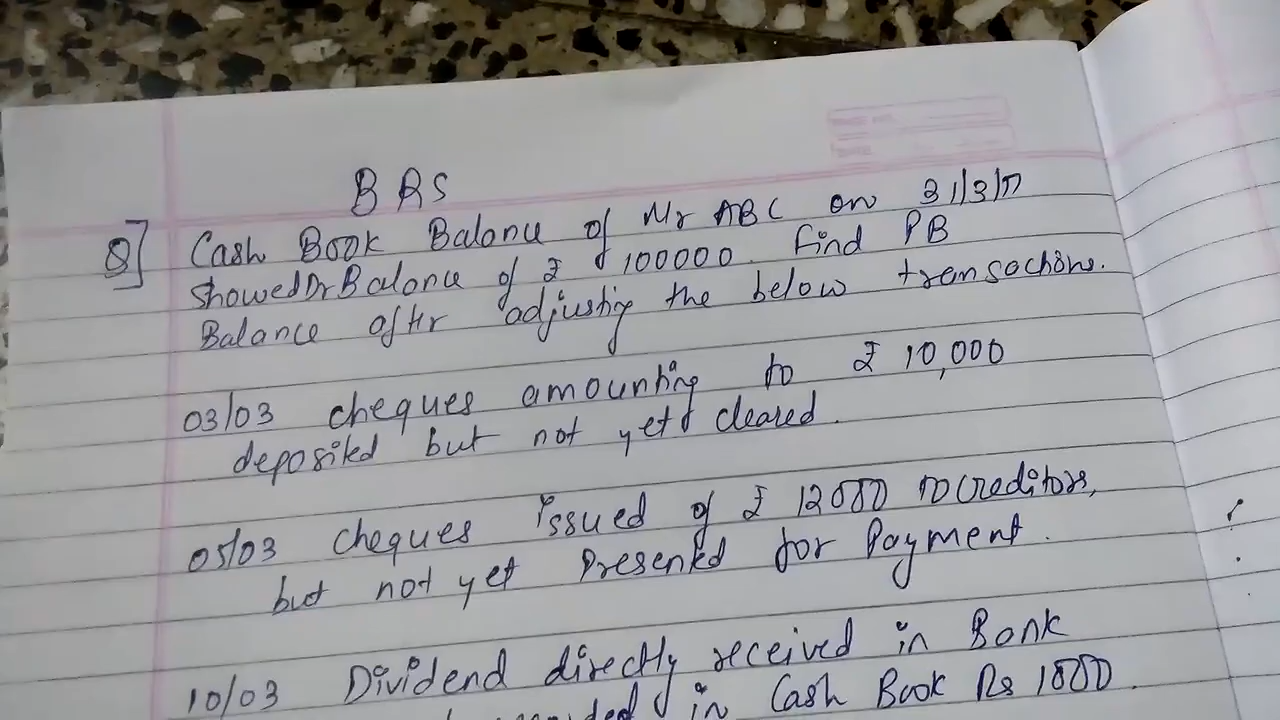 BRS
Q] Cash Book Balance of Mr ABC on 31/3/17
showed Dr Balance of ₹ 100000. find PB
Balance after adjusting the below transactions.
03/03 cheques amounting to ₹ 10,000
deposited but not yet cleared.
05/03 cheques issued of ₹ 12000 to creditors,
but not yet Presented for Payment.
10/03 Dividend directly received in Bank
in Cash Book Rs 1000.